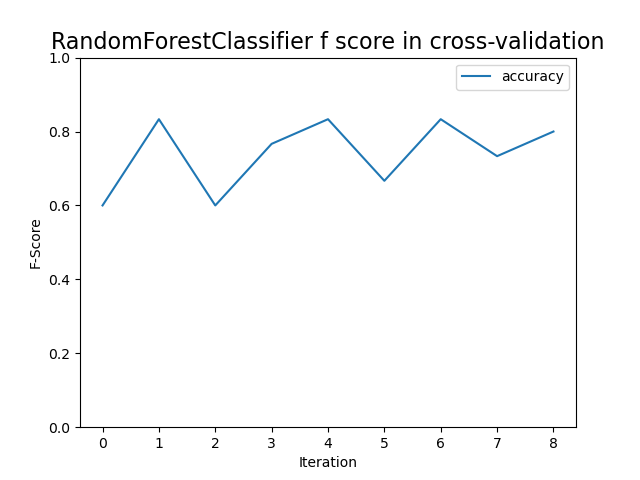 RandomForestClassifier f score in cross-validation
accuracy
1.0
0.8
0.6
0.4
0.2
0.0
F-Score
0 1 2 3 4 5 6 7 8
Iteration